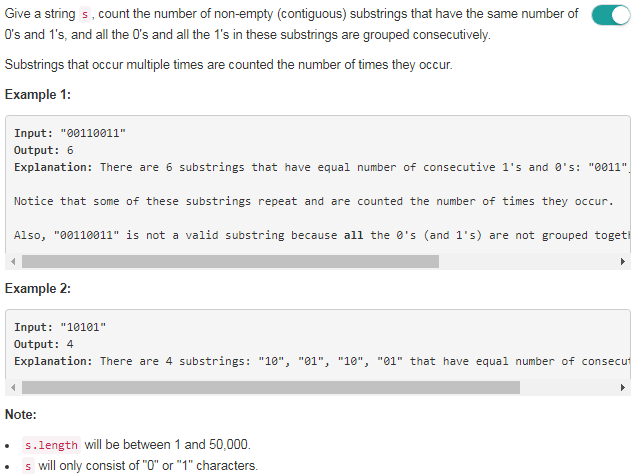 Give a string s, count the number of non-empty (contiguous) substrings that have the same number of
0's and 1's, and all the 0's and all the 1's in these substrings are grouped consecutively.
Substrings that occur multiple times are counted the number of times they occur.
Example 1:
Input: "00110011"
Output: 6
Explanation: There are 6 substrings that have equal number of consecutive 1's and 0's: "0011"
Notice that some of these substrings repeat and are counted the number of times they occur.
Also, "00110011" is not a valid substring because all the 0's (and 1's) are not grouped
Example 2:
Input: "10101"
Output: 4
Explanation: There are 4 substrings: "10", "01", "10", "01" that have equal number of
Note:
• s.length will be between 1 and 50,000.
• s will only consist of "0" or "1" characters.